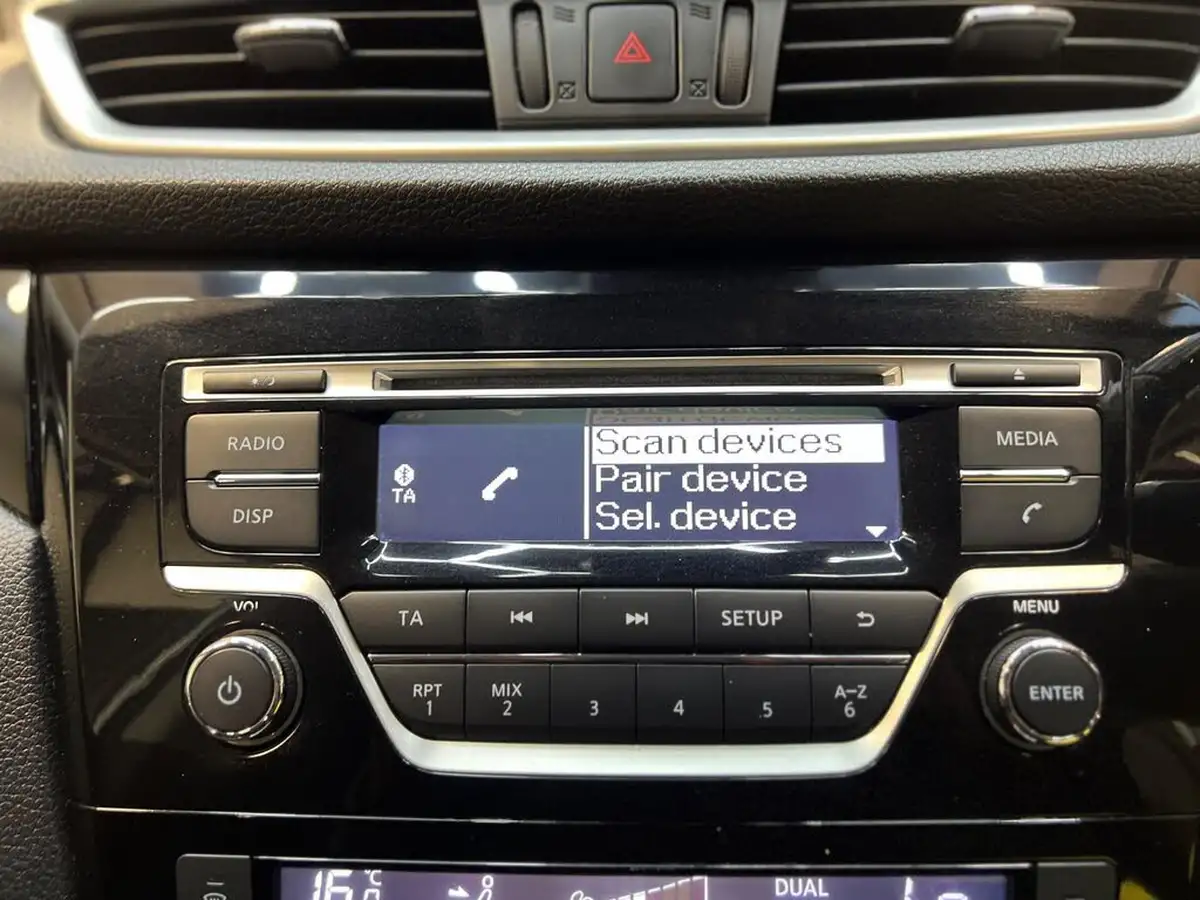 RADIO
DISP
TA
Scan devices
Pair device
Sel. device
MEDIA
VOL
TA
SETUP
MENU
RPT
1
MIX
2
3
4
5
A-Z
6
ENTER
°C
DUAL